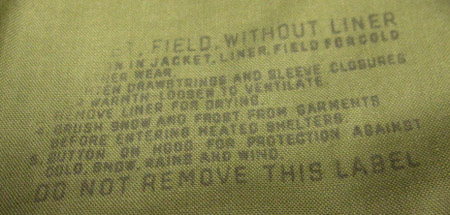 ET, FIELD, WITHOUT LINER
IN JACKET, LINER, FIELD FOR COLD
WEAR.
DRAWSTRINGS AND SLEEVE CLOSURES
WARMTH. LOOSEN TO VENTILATE.
REMOVE LINER FOR DRYING.
4. BRUSH SNOW AND FROST FROM GARMENTS
BEFORE ENTERING HEATED SHELTERS.
5. BUTTON ON HOOD FOR PROTECTION AGAINST
COLD, SNOW, RAINS AND WIND.
DO NOT REMOVE THIS LABEL